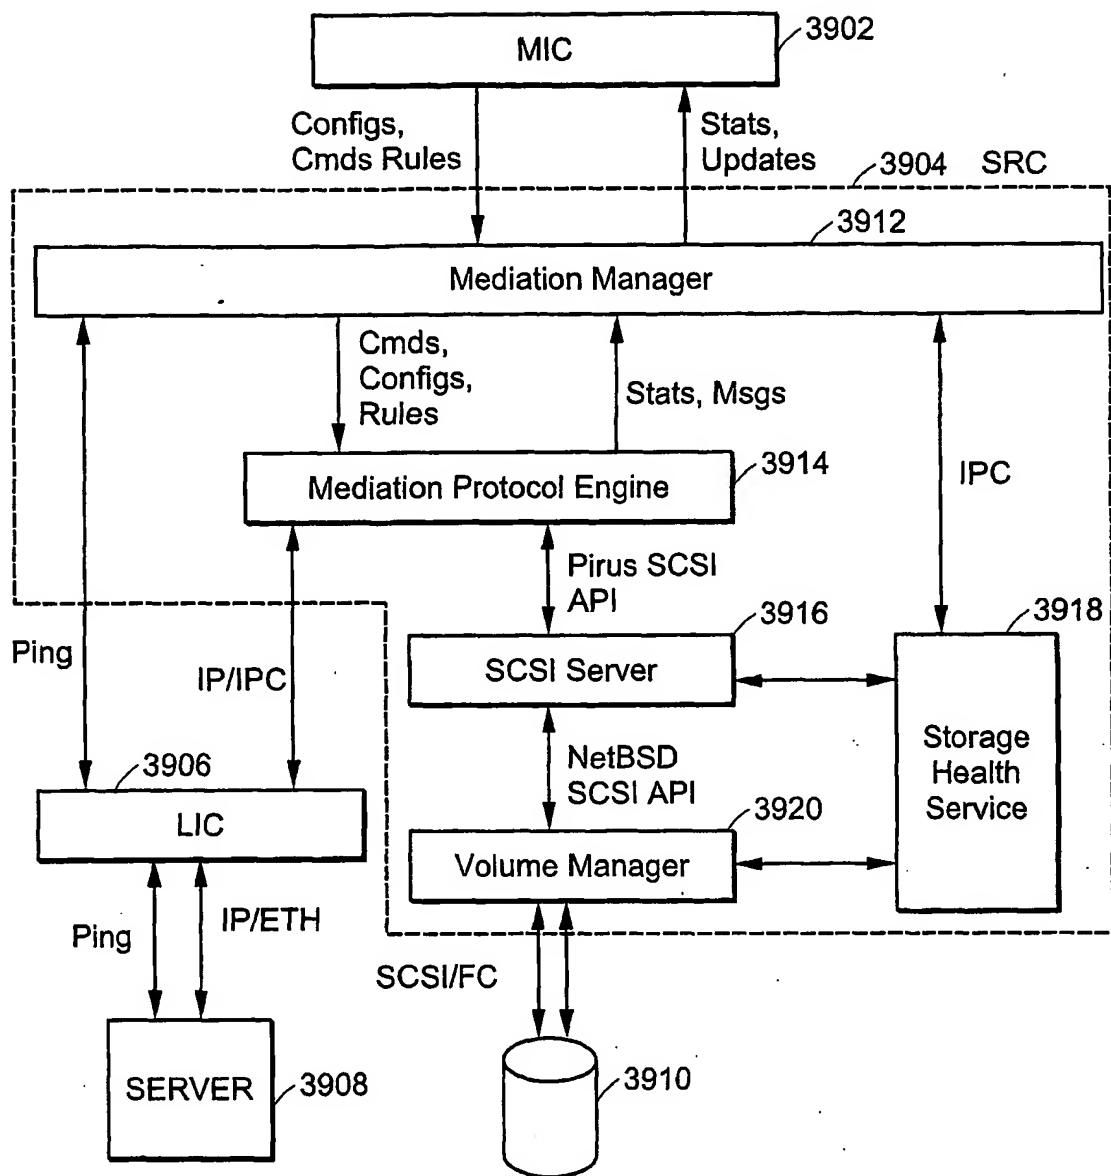 MIC
3902
Configs,
Cmds Rules
Stats,
Updates
3904 SRC
3912
Mediation Manager
Cmds,
Configs,
Rules
Stats, Msgs
3914
Mediation Protocol Engine
IPC
Pirus SCSI
API
3916
3918
Ping
IP/IPC
SCSI Server
Storage
Health
Service
3906
NetBSD
SCSI API
LIC
3920
Volume Manager
Ping
IP/ETH
SCSI/FC
SERVER
3908
3910